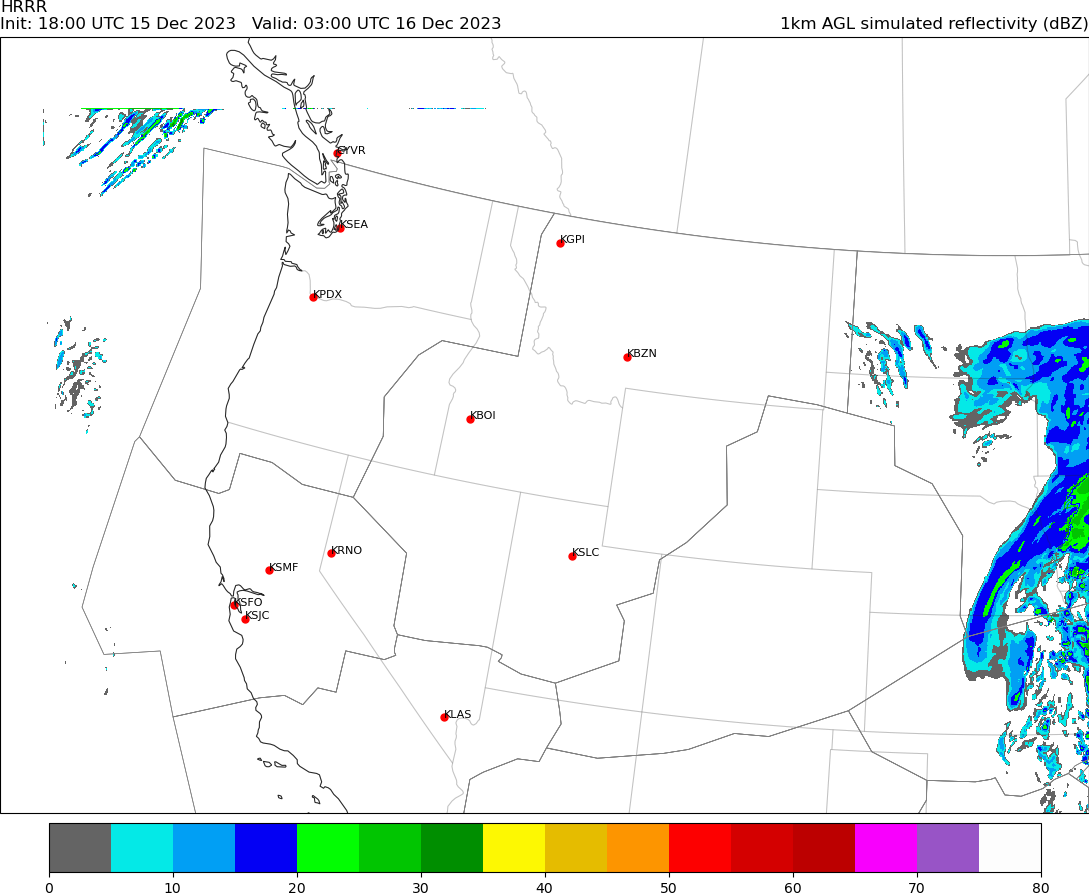 HRRR
Init: 18:00 UTC 15 Dec 2023   Valid: 03:00 UTC 16 Dec 2023   1km AGL simulated reflectivity (dBZ)
CYVR
KSEA
KGPI
KPDX
KBZN
KBOI
KRNO
KSLC
KSMF
KSFO
KSJC
KLAS
0 10 20 30 40 50 60 70 80